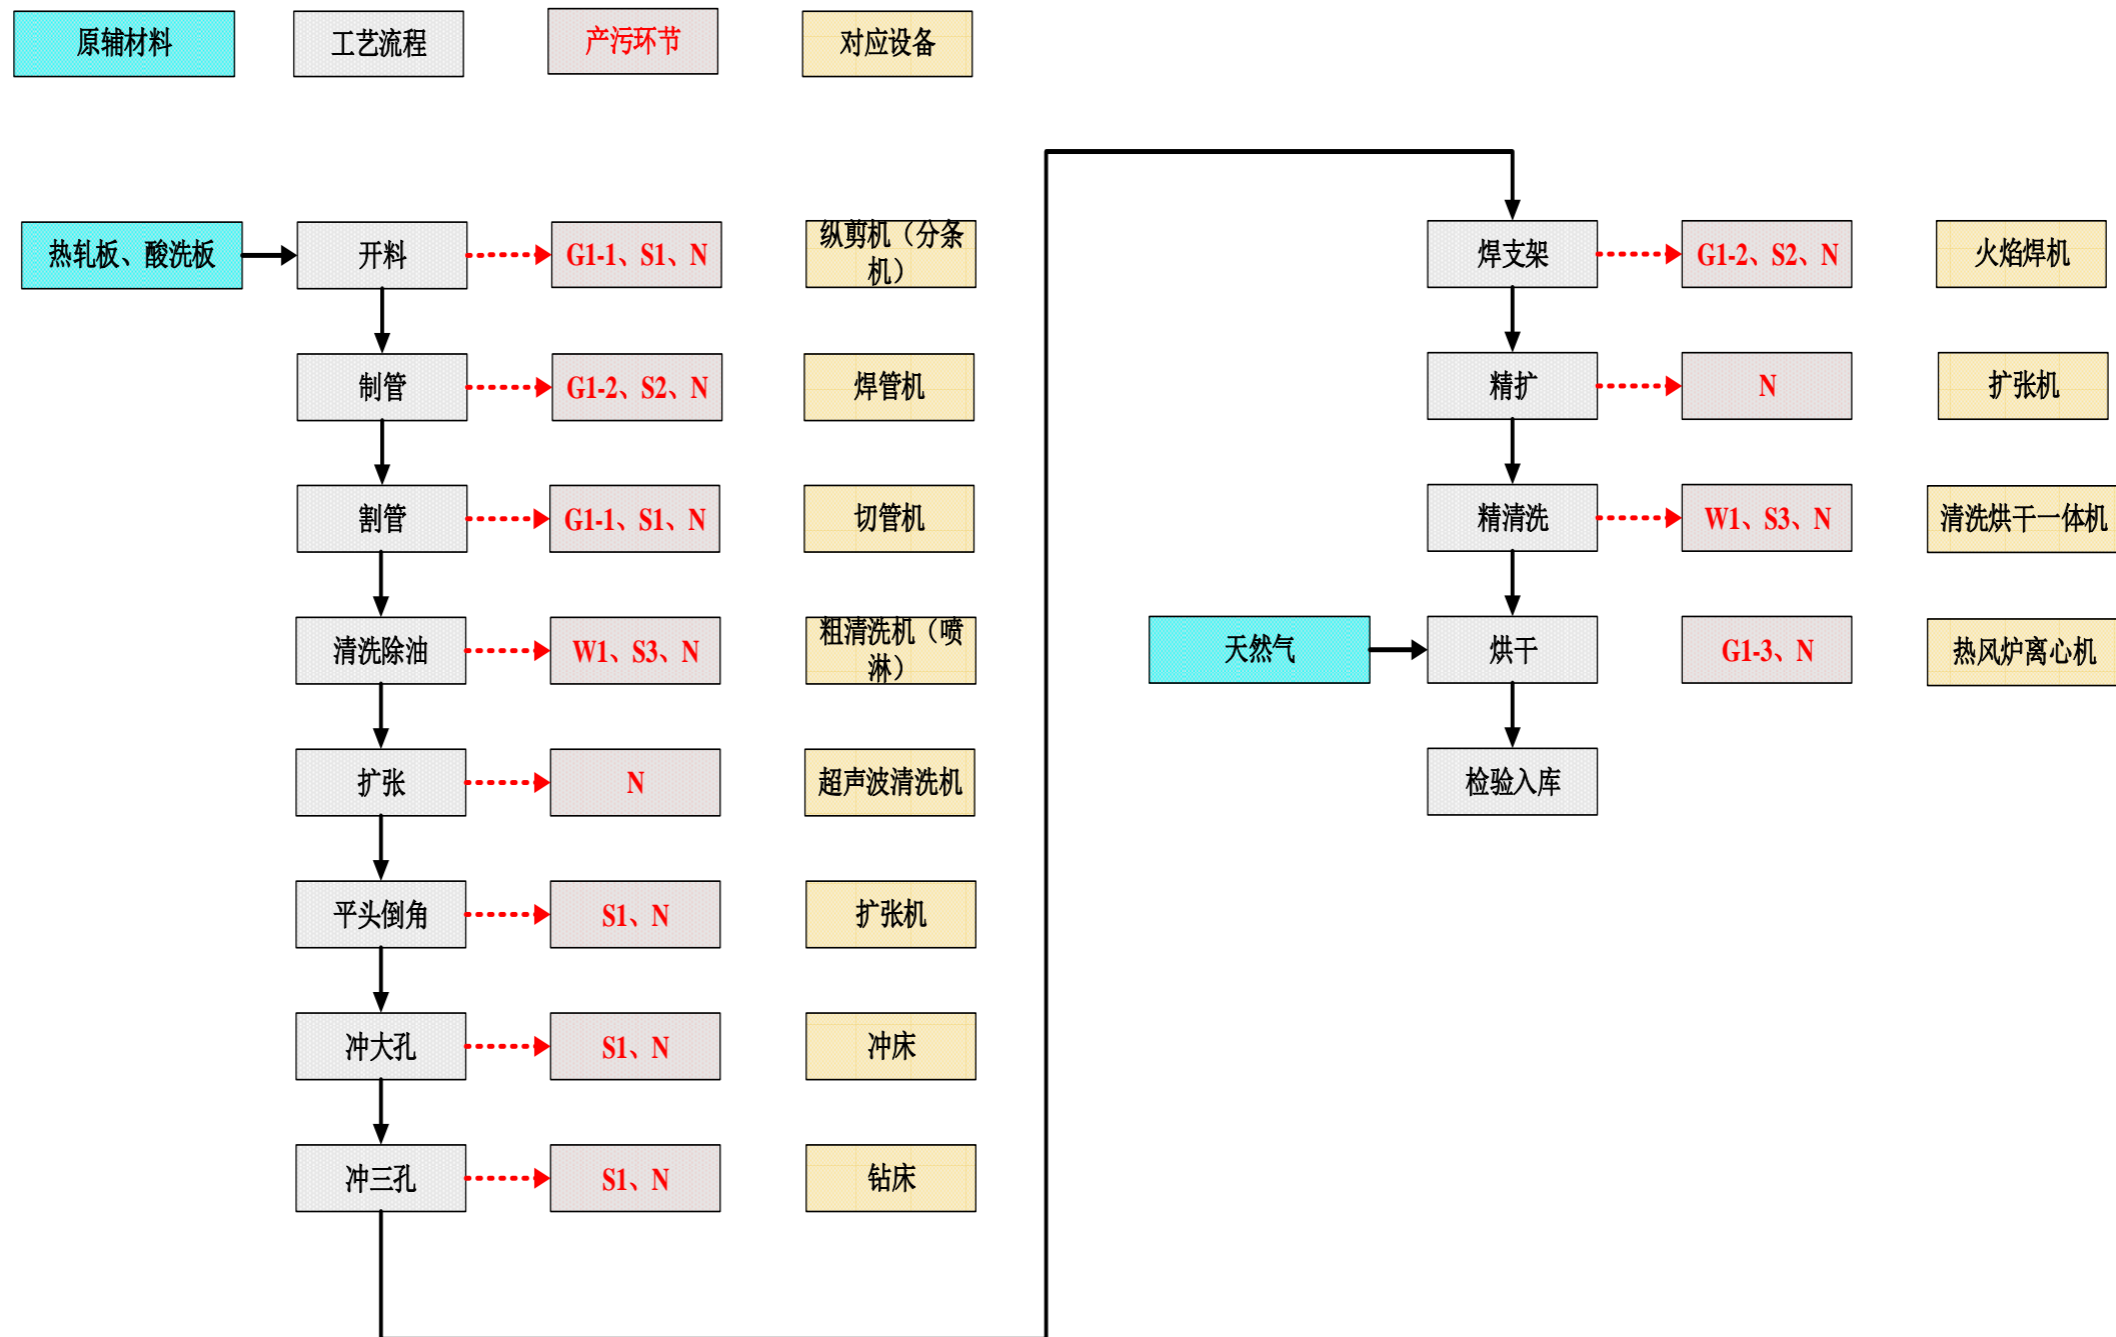 原辅材料
工艺流程
产污环节
对应设备
热轧板、酸洗板
开料
G1-1、S1、N
纵剪机（分条
机）
制管
G1-2、S2、N
焊管机
割管
G1-1、S1、N
切管机
清洗除油
W1、S3、N
粗清洗机（喷
淋）
扩张
N
超声波清洗机
平头倒角
S1、N
扩张机
冲大孔
S1、N
冲床
冲三孔
S1、N
钻床
焊支架
G1-2、S2、N
火焰焊机
精扩
N
扩张机
精清洗
W1、S3、N
清洗烘干一体机
天然气
烘干
G1-3、N
热风炉离心机
检验入库